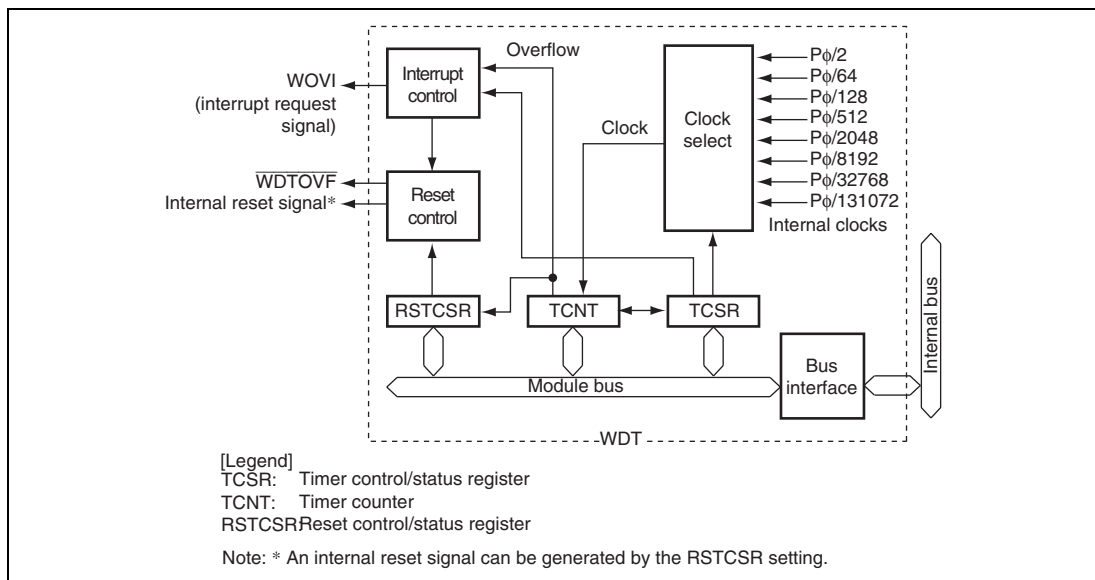 Overflow
WOVI
(interrupt request
signal)
Interrupt
control
WDTOVF
Internal reset signal*
Reset
control
Clock
Clock
select
Pϕ/2
Pϕ/64
Pϕ/128
Pϕ/512
Pϕ/2048
Pϕ/8192
Pϕ/32768
Pϕ/131072
Internal clocks
RSTCSR
TCNT
TCSR
Module bus
Bus
interface
Internal bus
WDT
[Legend]
TCSR: Timer control/status register
TCNT: Timer counter
RSTCSR:Reset control/status register
Note: * An internal reset signal can be generated by the RSTCSR setting.